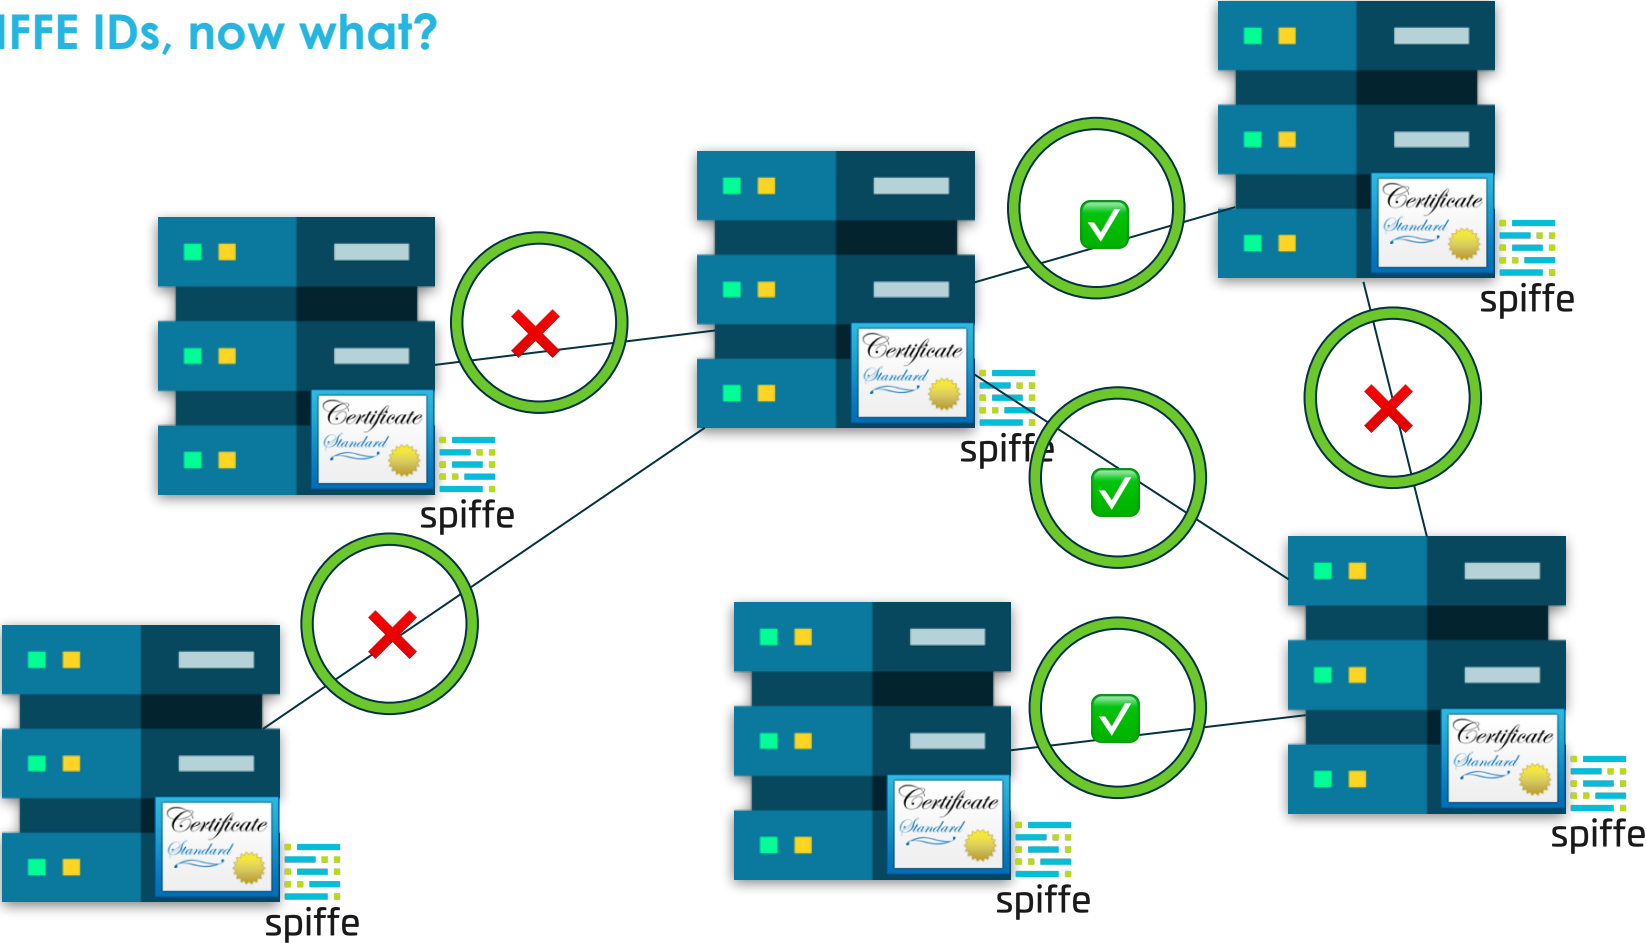 IFFE IDs, now what?
Certificate
Standard
spiffe
Certificate
Standard
spiffe
Certificate
Standard
spiffe
Certificate
Standard
spiffe
Certificate
Standard
spiffe
Certificate
Standard
spiffe